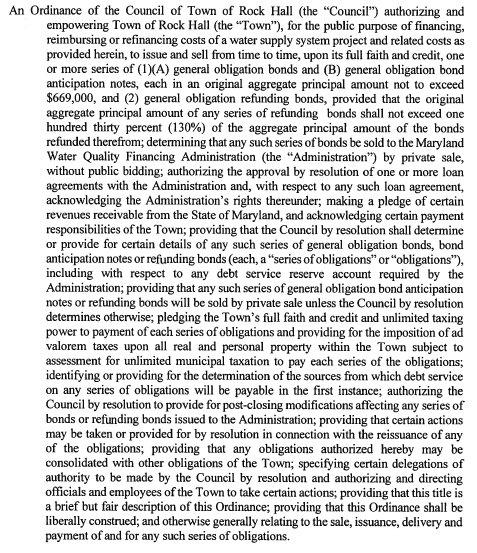 An Ordinance of the Council of Town of Rock Hall (the “Council”) authorizing and
empowering Town of Rock Hall (the “Town”), for the public purpose of financing,
reimbursing or refinancing costs of a water supply system project and related costs as
provided herein, to issue and sell from time to time, upon its full faith and credit, one
or more series of (1)(A) general obligation bonds and (B) general obligation bond
anticipation notes, each in an original aggregate principal amount not to exceed
$669,000, and (2) general obligation refunding bonds, provided that the original
aggregate principal amount of any series of refunding bonds shall not exceed one
hundred thirty percent (130%) of the aggregate principal amount of the bonds
refunded therefrom; determining that any such series of bonds be sold to the Maryland
Water Quality Financing Administration (the “Administration”) by private sale,
without public bidding; authorizing the approval by resolution of one or more loan
agreements with the Administration and, with respect to any such loan agreement,
acknowledging the Administration’s rights thereunder; making a pledge of certain
revenues receivable from the State of Maryland, and acknowledging certain payment
responsibilities of the Town; providing that the Council by resolution shall determine
or provide for certain details of any such series of general obligation bonds, bond
anticipation notes or refunding bonds (each, a “series of obligations” or “obligations”),
including with respect to any debt service reserve account required by the
Administration; providing that any such series of general obligation bond anticipation
notes or refunding bonds will be sold by private sale unless the Council by resolution
determines otherwise; pledging the Town’s full faith and credit and unlimited taxing
power to payment of each series of obligations and providing for the imposition of ad
valorem taxes upon all real and personal property within the Town subject to
assessment for unlimited municipal taxation to pay each series of the obligations;
identifying or providing for the determination of the sources from which debt service
on any series of obligations will be payable in the first instance; authorizing the
Council by resolution to provide for post-closing modifications affecting any series of
bonds or refunding bonds issued to the Administration; providing that certain actions
may be taken or provided for by resolution in connection with the reissuance of any
of the obligations; providing that any obligations authorized hereby may be
consolidated with other obligations of the Town; specifying certain delegations of
authority to be made by the Council by resolution and authorizing and directing
officials and employees of the Town to take certain actions; providing that this title is
a brief but fair description of this Ordinance; providing that this Ordinance shall be
liberally construed; and otherwise generally relating to the sale, issuance, delivery and
payment of and for any such series of obligations.